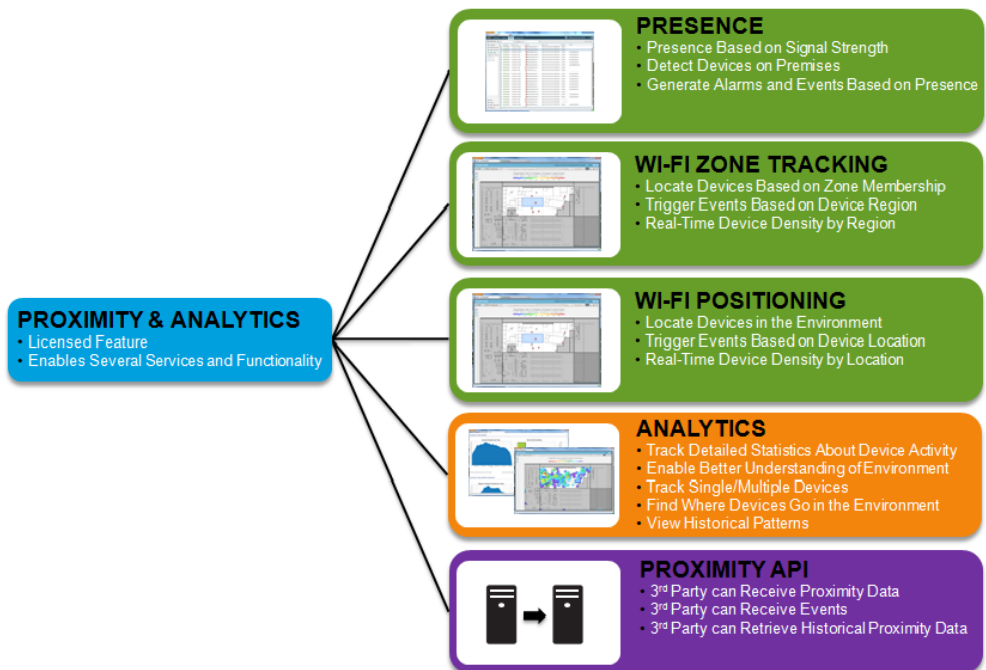 PRESENCE
• Presence Based on Signal Strength
• Detect Devices on Premises
• Generate Alarms and Events Based on Presence
WI-FI ZONE TRACKING
• Locate Devices Based on Zone Membership
• Trigger Events Based on Device Region
• Real-Time Device Density by Region
PROXIMITY & ANALYTICS
• Licensed Feature
• Enables Several Services and Functionality
WI-FI POSITIONING
• Locate Devices in the Environment
• Trigger Events Based on Device Location
• Real-Time Device Density by Location
ANALYTICS
• Track Detailed Statistics About Device Activity
• Enable Better Understanding of Environment
• Track Single/Multiple Devices
• Find Where Devices Go in the Environment
• View Historical Patterns
PROXIMITY API
• 3rd Party can Receive Proximity Data
• 3rd Party can Receive Events
• 3rd Party can Retrieve Historical Proximity Data